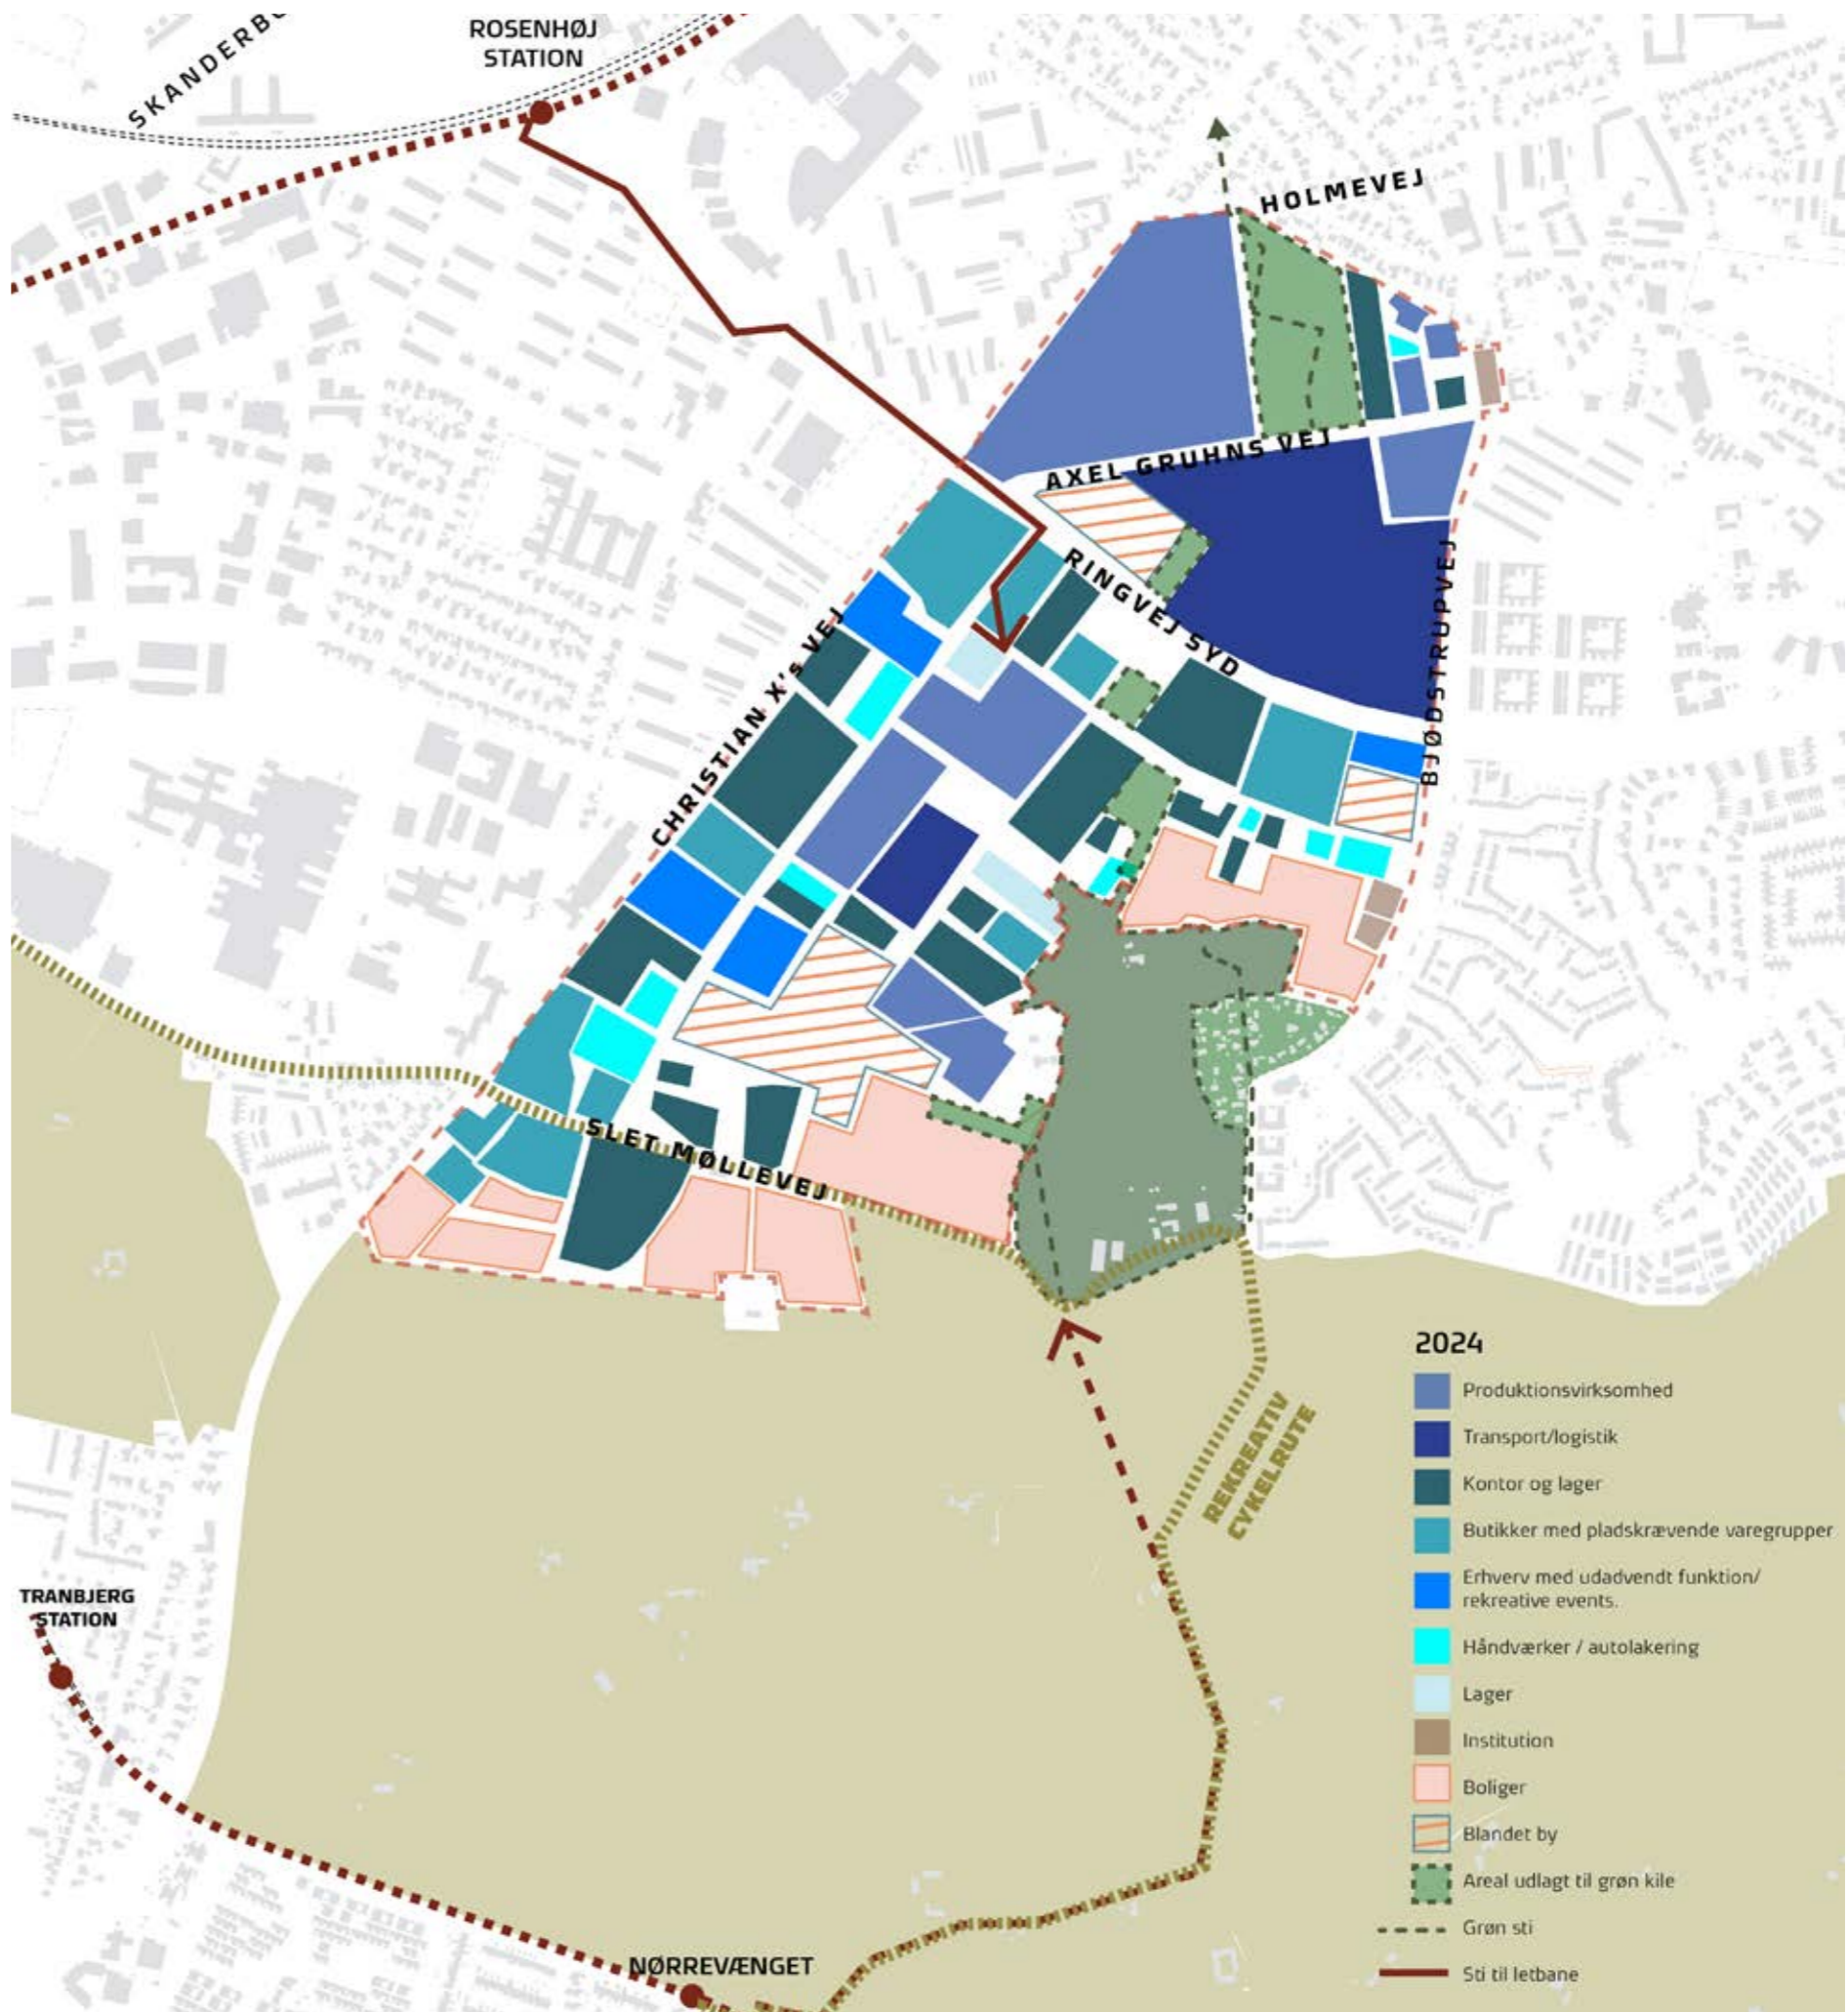 ROSENHØJ
STATION
HOLMEVEJ
AXEL GRUHNS VEJ
RINGVEJ SYD
BJØDSTRUPVEJ
CHRISTIAN X's VEJ
SLET MØLLEVEJ
REKREATIV
CYKELRUTE
TRANBJERG
STATION
NØRREVÆNGET
2024
Produktionsvirksomhed
Transport/logistik
Kontor og lager
Butikker med pladskrævende varegrupper
Erhverv med udadvendt funktion/
rekreative events.
Håndværker / autolakering
Lager
Institution
Boliger
Blandet by
Areal udlagt til grøn kile
Grøn sti
Sti til letbane